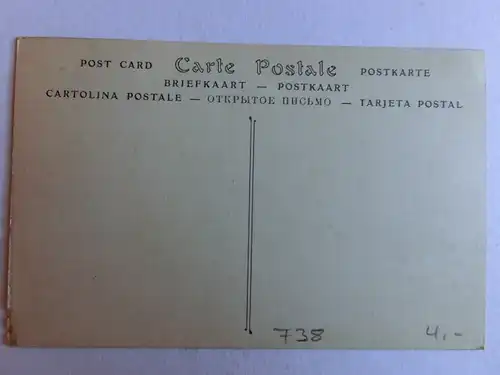 POST CARD Carte Postale POSTKARTE
BRIEFKAART — POSTKAART
CARTOLINA POSTALE — ОТКРЫТОЕ ПИСЬМО — TARJETA POSTAL
738 4,-